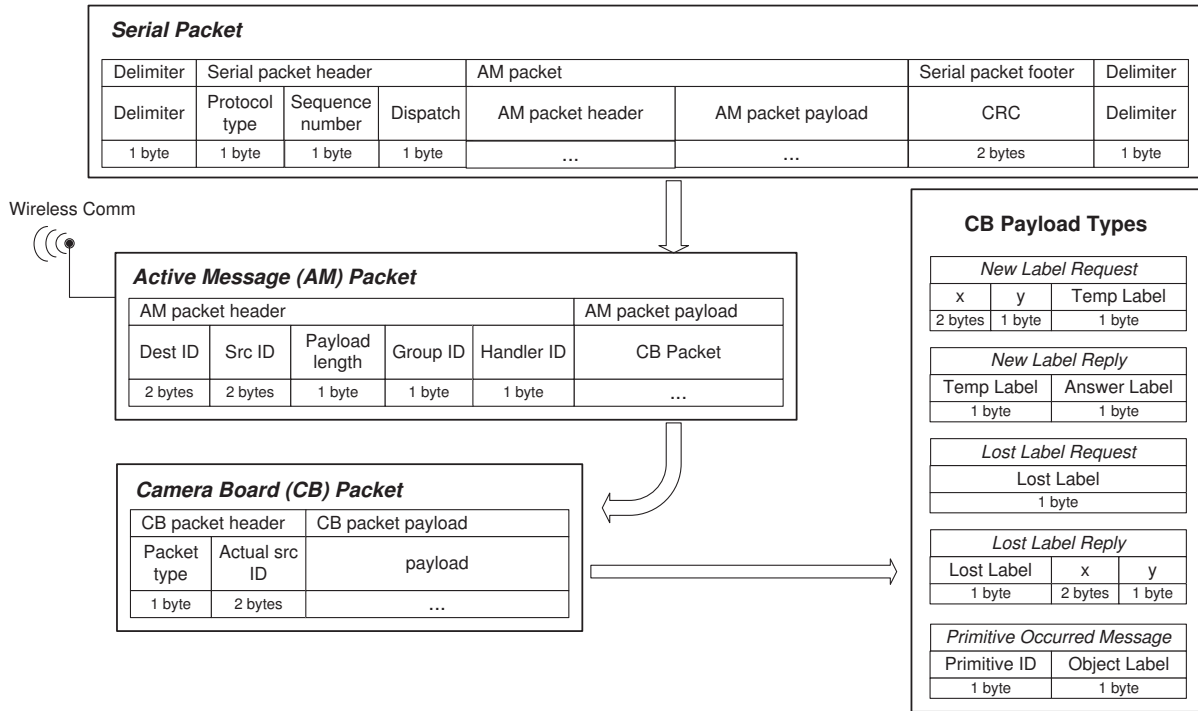 Serial Packet
Delimiter Serial packet header AM packet Serial packet footer Delimiter
Delimiter Protocol type Sequence number Dispatch AM packet header AM packet payload CRC Delimiter
1 byte 1 byte 1 byte 1 byte ... ... 2 bytes 1 byte
Wireless Comm
Active Message (AM) Packet
AM packet header AM packet payload
Dest ID Src ID Payload length Group ID Handler ID CB Packet
2 bytes 2 bytes 1 byte 1 byte 1 byte ...
Camera Board (CB) Packet
CB packet header CB packet payload
Packet type Actual src ID payload
1 byte 2 bytes ...
CB Payload Types
New Label Request
x y Temp Label
2 bytes 1 byte 1 byte
New Label Reply
Temp Label Answer Label
1 byte 1 byte
Lost Label Request
Lost Label
1 byte
Lost Label Reply
Lost Label x y
1 byte 2 bytes 1 byte
Primitive Occurred Message
Primitive ID Object Label
1 byte 1 byte